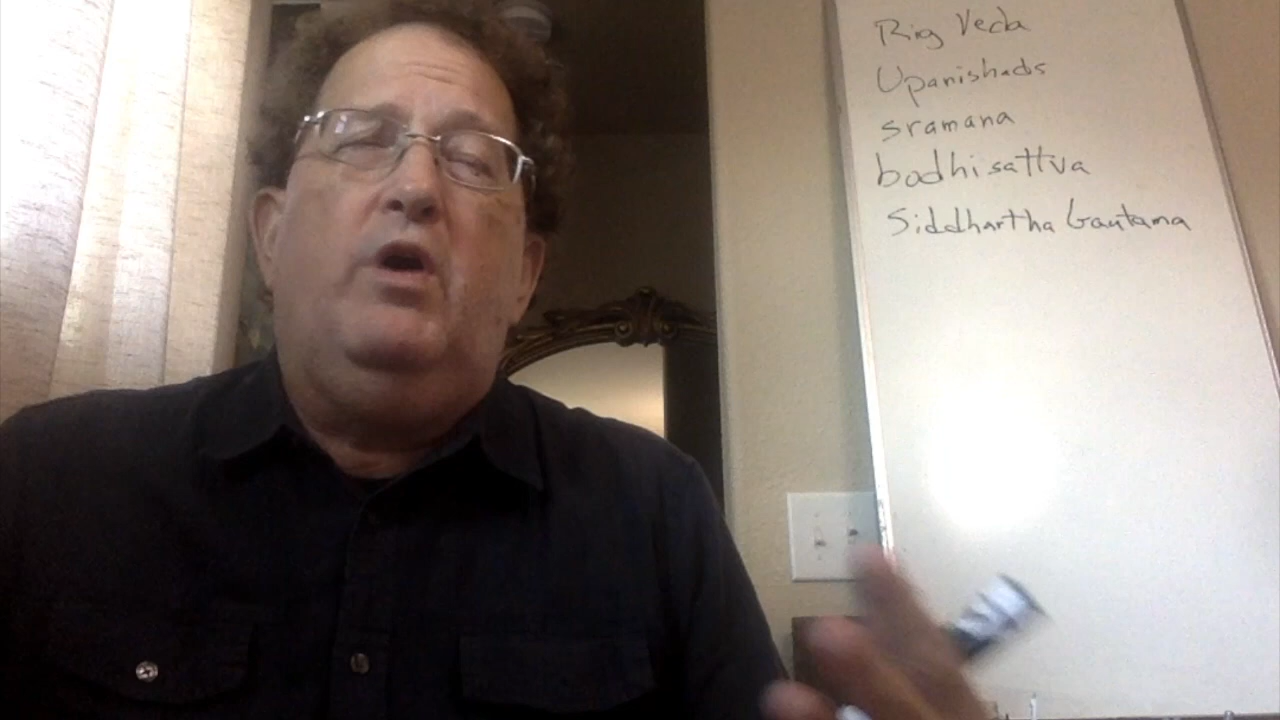 Rig Veda
Upanishads
sramana
bodhisattva
Siddhartha Gautama